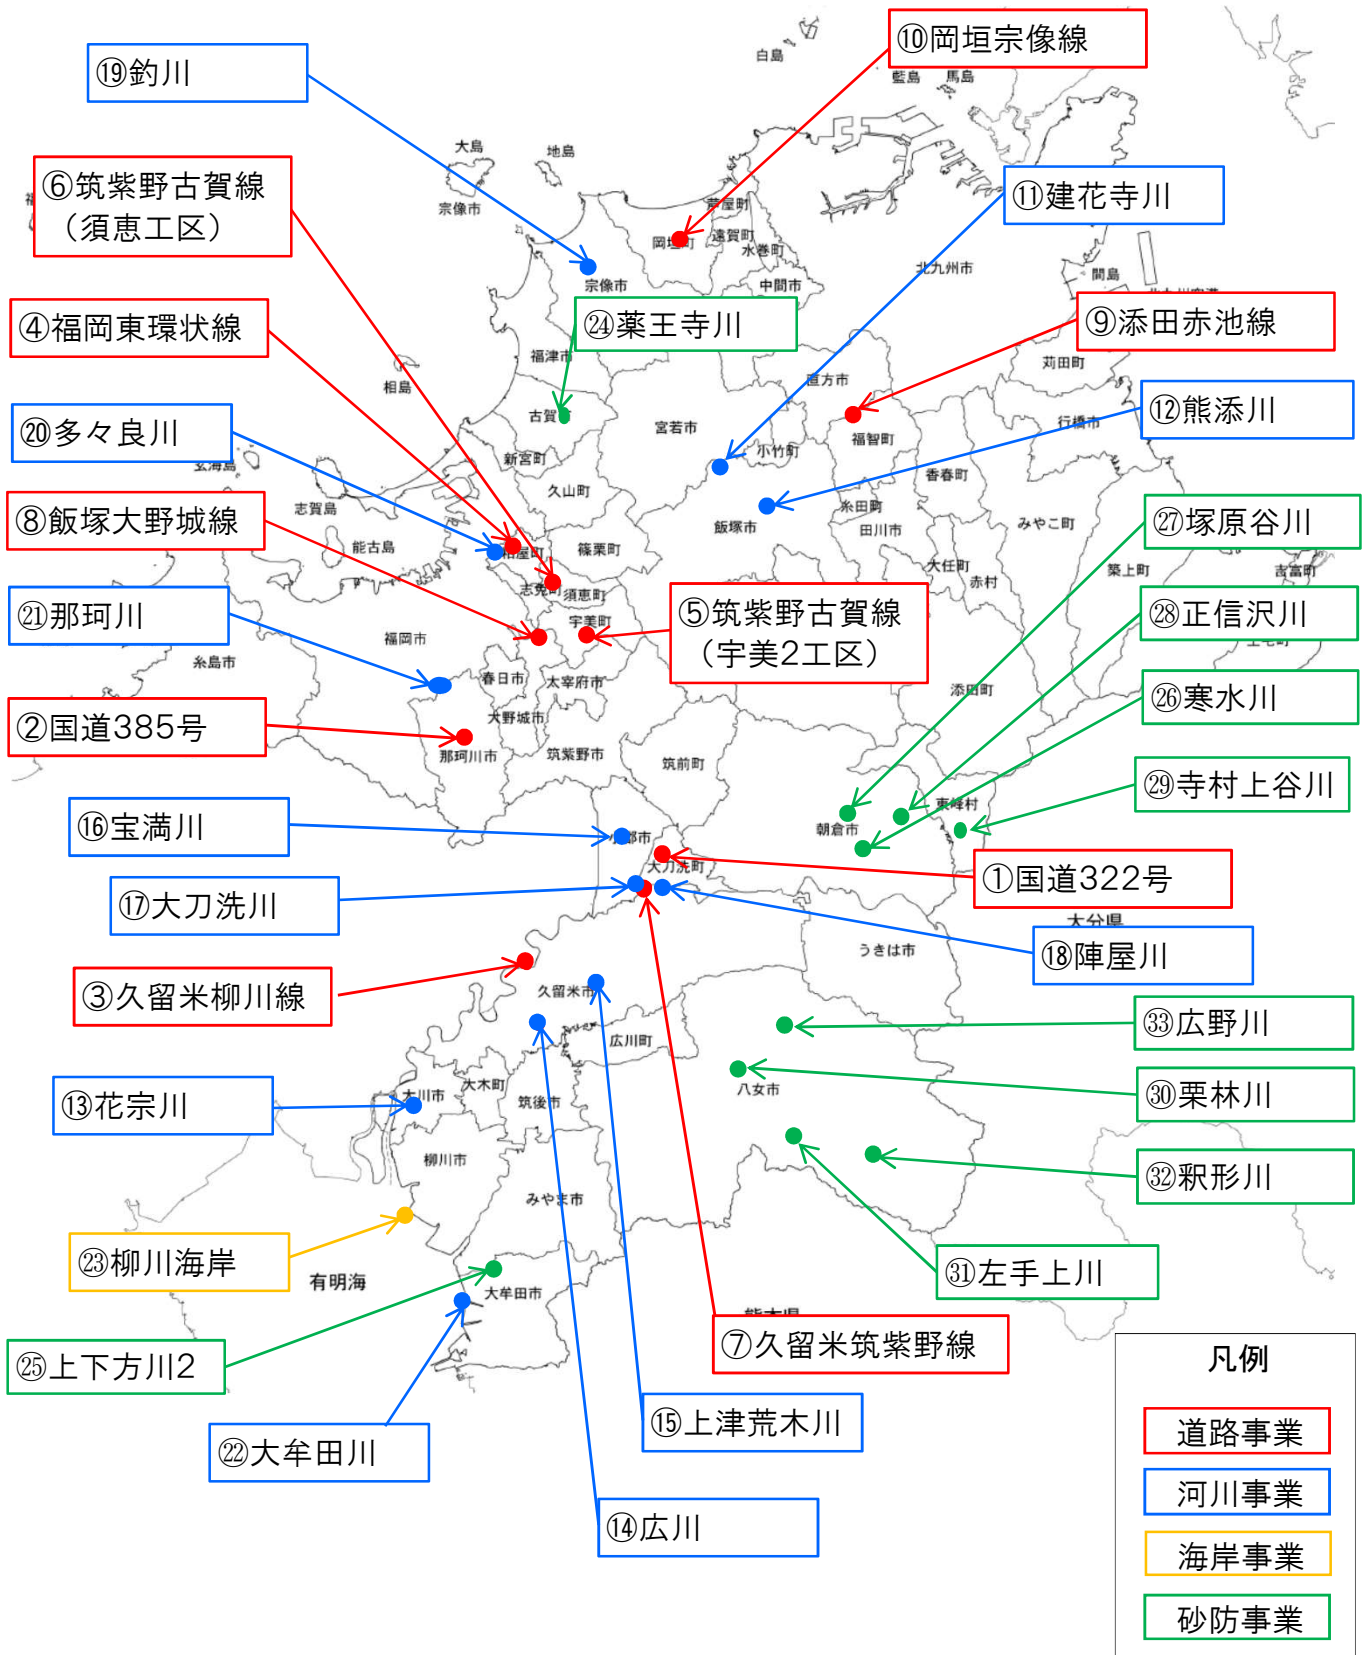 白島
⑩岡垣宗像線
⑲釣川
藍島
馬島
大島
地島
⑥筑紫野古賀線
（須恵工区）
⑪建花寺川
宗像市
芦屋町
岡垣町
遠賀町
水巻町
北九州市
間島
宗像市
中間市
④福岡東環状線
㉔薬王寺川
⑨添田赤池線
福津市
苅田町
相島
直方市
⑫熊添川
古賀
行橋市
宮若市
福智町
⑳多々良川
小竹町
新宮町
玄海島
香春町
久山町
志賀島
糸田町
⑧飯塚大野城線
飯塚市
田川市
みやこ町
㉗塚原谷川
能古島
粕屋町
篠栗町
大任町
築上町
吉富町
志免町
須恵町
赤村
㉑那珂川
⑤筑紫野古賀線
（宇美2工区）
宇美町
㉘正信沢川
福岡市
糸島市
春日市
太宰府市
添田町
㉖寒水川
②国道385号
大野城市
那珂川市
筑紫野市
筑前町
㉙寺村上谷川
東峰村
⑯宝満川
朝倉市
小郡市
大刀洗町
①国道322号
⑰大刀洗川
大分県
うきは市
⑱陣屋川
③久留米柳川線
久留米市
㉝広野川
広川町
大木町
⑬花宗川
大川市
筑後市
八女市
㉚栗林川
柳川市
㉜釈形川
みやま市
㉓柳川海岸
㉛左手上川
有明海
大牟田市
熊本県
⑦久留米筑紫野線
㉕上下方川2
凡例
⑮上津荒木川
道路事業
㉒大牟田川
河川事業
⑭広川
海岸事業
砂防事業